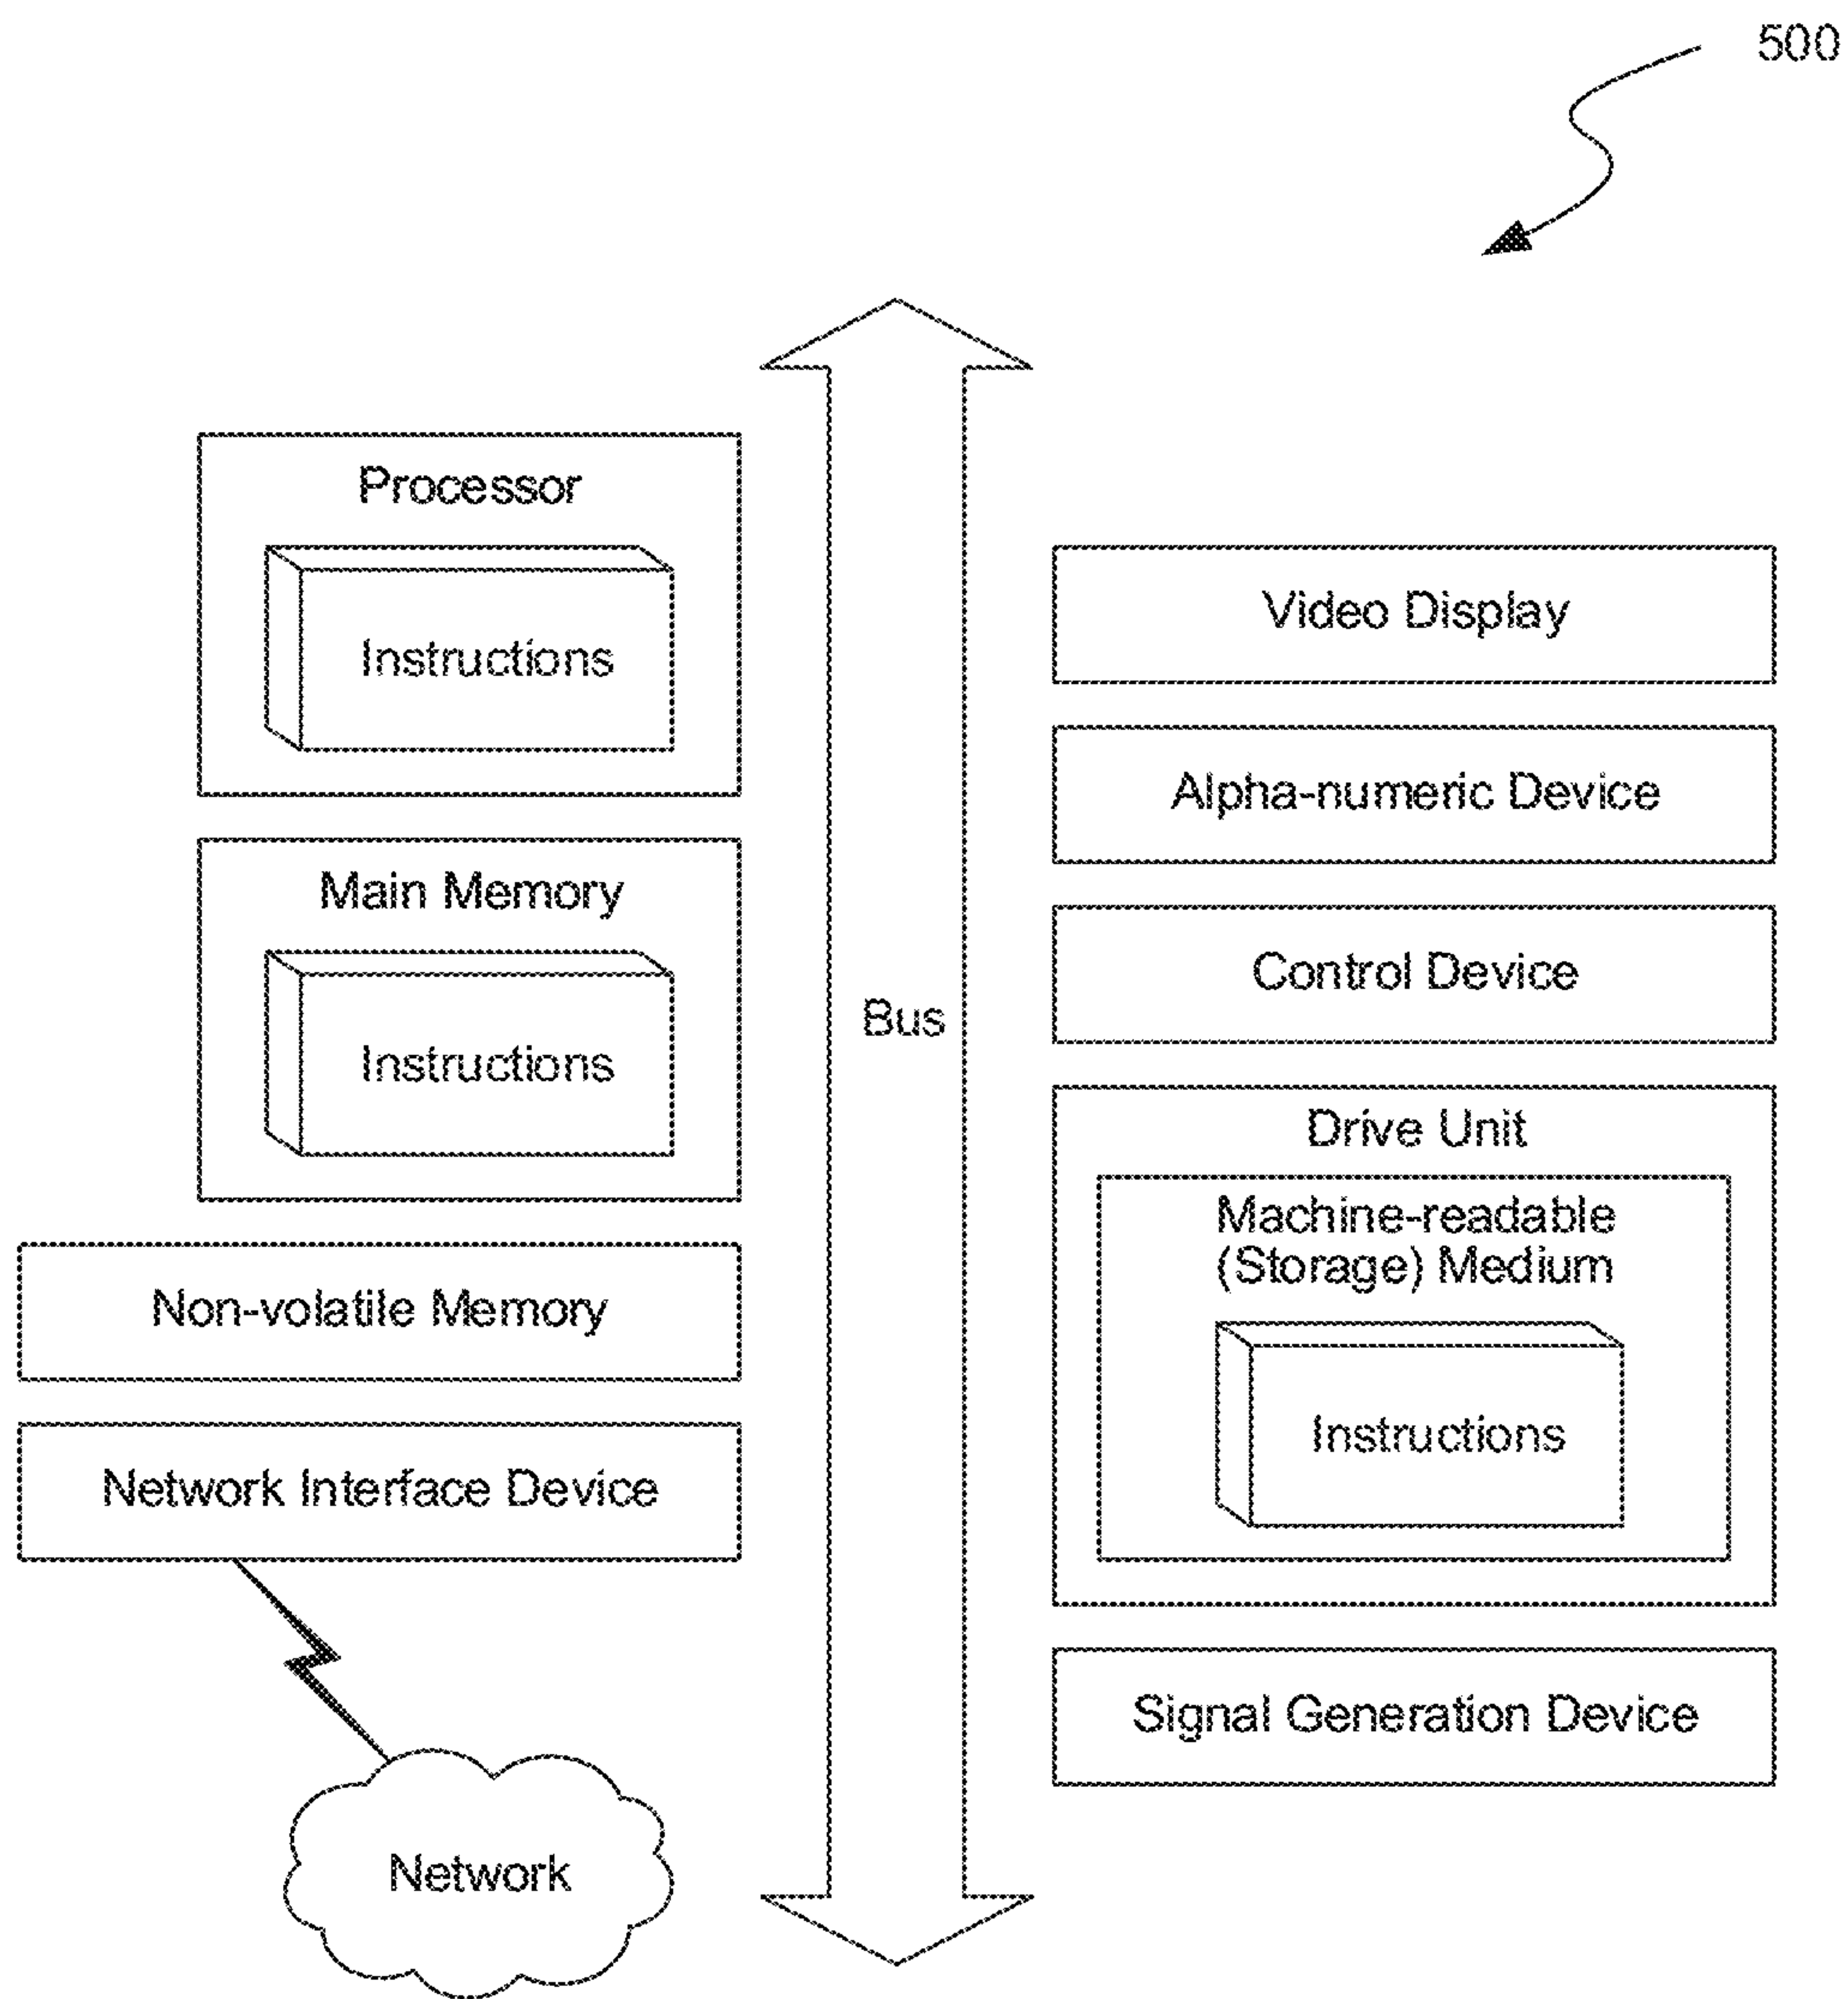 500
Processor
Instructions
Main Memory
Instructions
Non-volatile Memory
Network Interface Device
Network
Bus
Video Display
Alpha-numeric Device
Control Device
Drive Unit
Machine-readable
(Storage) Medium
Instructions
Signal Generation Device